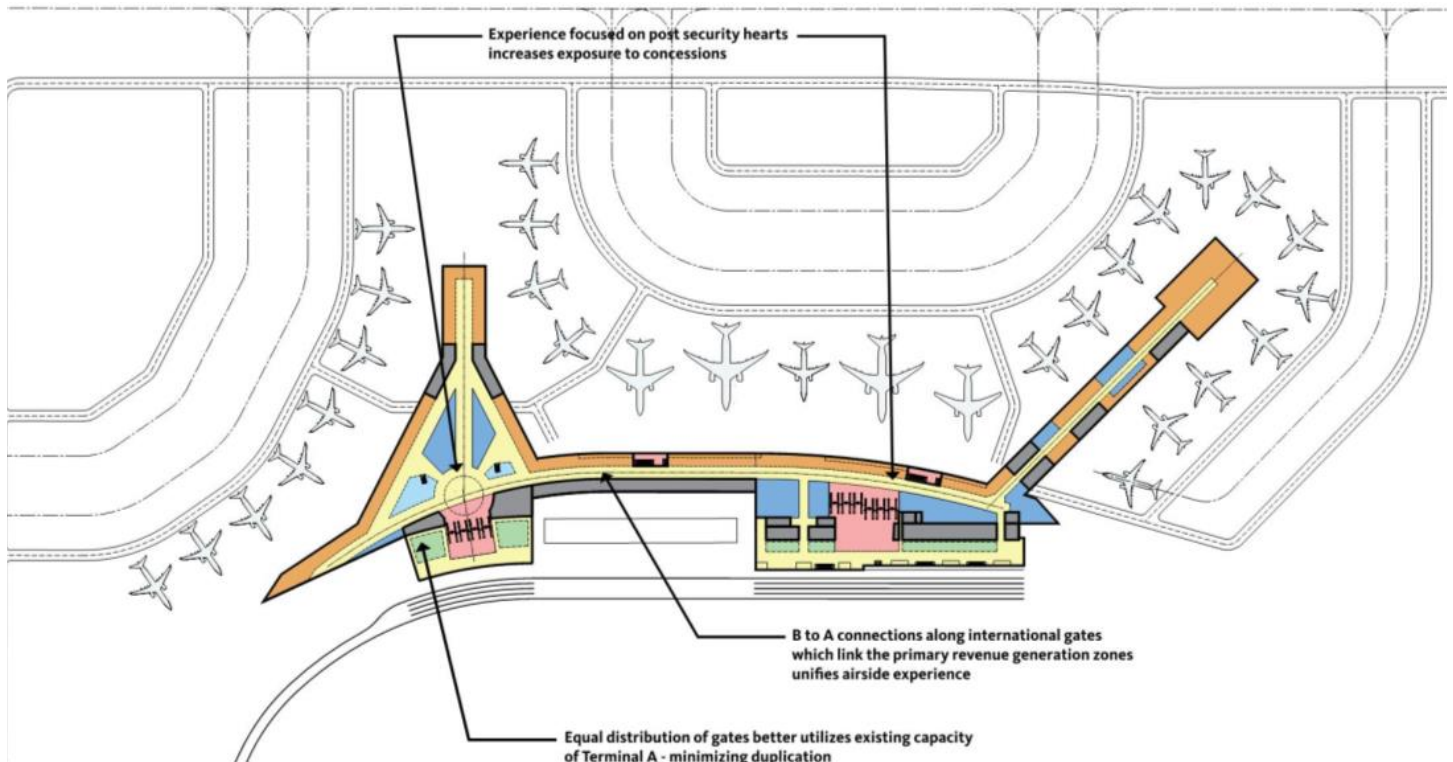 Experience focused on post security hearts
increases exposure to concessions
B to A connections along international gates
which link the primary revenue generation zones
unifies airside experience
Equal distribution of gates better utilizes existing capacity
of Terminal A - minimizing duplication